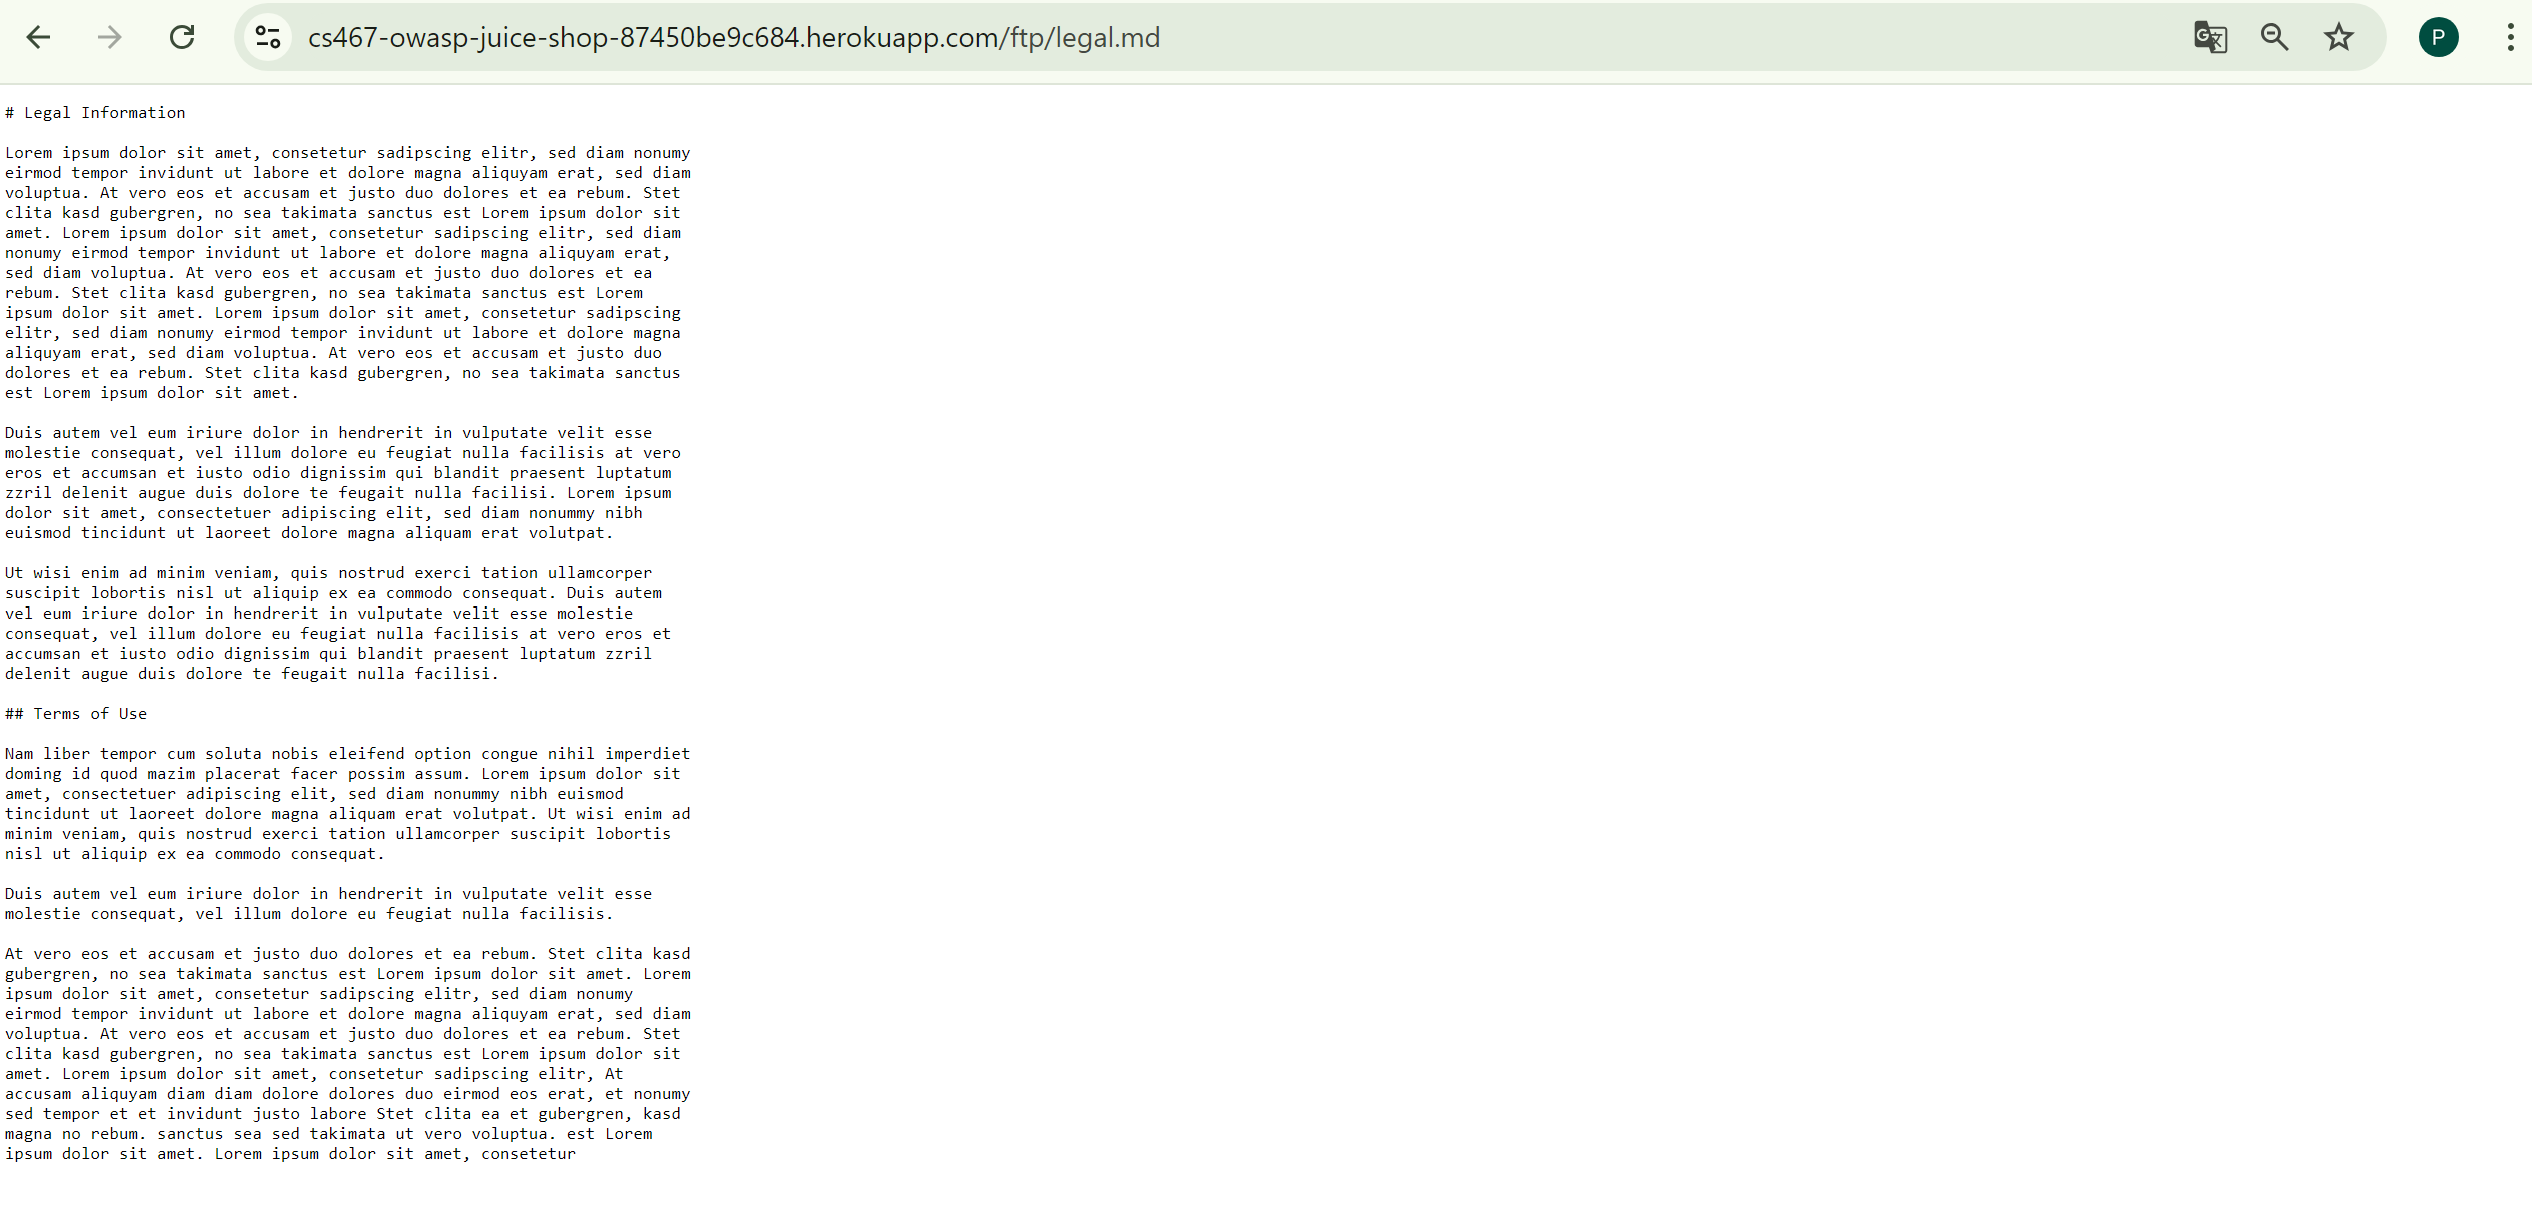 cs467-owasp-juice-shop-87450be9c684.herokuapp.com/ftp/legal.md
P
# Legal Information
Lorem ipsum dolor sit amet, consetetur sadipscing elitr, sed diam nonumy
eirmod tempor invidunt ut labore et dolore magna aliquyam erat, sed diam
voluptua. At vero eos et accusam et justo duo dolores et ea rebum. Stet
clita kasd gubergren, no sea takimata sanctus est Lorem ipsum dolor sit
amet. Lorem ipsum dolor sit amet, consetetur sadipscing elitr, sed diam
nonumy eirmod tempor invidunt ut labore et dolore magna aliquyam erat,
sed diam voluptua. At vero eos et accusam et justo duo dolores et ea
rebum. Stet clita kasd gubergren, no sea takimata sanctus est Lorem
ipsum dolor sit amet. Lorem ipsum dolor sit amet, consetetur sadipscing
elitr, sed diam nonumy eirmod tempor invidunt ut labore et dolore magna
aliquyam erat, sed diam voluptua. At vero eos et accusam et justo duo
dolores et ea rebum. Stet clita kasd gubergren, no sea takimata sanctus
est Lorem ipsum dolor sit amet.
Duis autem vel eum iriure dolor in hendrerit in vulputate velit esse
molestie consequat, vel illum dolore eu feugiat nulla facilisis at vero
eros et accumsan et iusto odio dignissim qui blandit praesent luptatum
zzril delenit augue duis dolore te feugait nulla facilisi. Lorem ipsum
dolor sit amet, consectetuer adipiscing elit, sed diam nonummy nibh
euismod tincidunt ut laoreet dolore magna aliquam erat volutpat.
Ut wisi enim ad minim veniam, quis nostrud exerci tation ullamcorper
suscipit lobortis nisl ut aliquip ex ea commodo consequat. Duis autem
vel eum iriure dolor in hendrerit in vulputate velit esse molestie
consequat, vel illum dolore eu feugiat nulla facilisis at vero eros et
accumsan et iusto odio dignissim qui blandit praesent luptatum zzril
delenit augue duis dolore te feugait nulla facilisi.
## Terms of Use
Nam liber tempor cum soluta nobis eleifend option congue nihil imperdiet
doming id quod mazim placerat facer possim assum. Lorem ipsum dolor sit
amet, consectetuer adipiscing elit, sed diam nonummy nibh euismod
tincidunt ut laoreet dolore magna aliquam erat volutpat. Ut wisi enim ad
minim veniam, quis nostrud exerci tation ullamcorper suscipit lobortis
nisl ut aliquip ex ea commodo consequat.
Duis autem vel eum iriure dolor in hendrerit in vulputate velit esse
molestie consequat, vel illum dolore eu feugiat nulla facilisis.
At vero eos et accusam et justo duo dolores et ea rebum. Stet clita kasd
gubergren, no sea takimata sanctus est Lorem ipsum dolor sit amet. Lorem
ipsum dolor sit amet, consetetur sadipscing elitr, sed diam nonumy
eirmod tempor invidunt ut labore et dolore magna aliquyam erat, sed diam
voluptua. At vero eos et accusam et justo duo dolores et ea rebum. Stet
clita kasd gubergren, no sea takimata sanctus est Lorem ipsum dolor sit
amet. Lorem ipsum dolor sit amet, consetetur sadipscing elitr, At
accusam aliquyam diam diam dolore dolores duo eirmod eos erat, et nonumy
sed tempor et et invidunt justo labore Stet clita ea et gubergren, kasd
magna no rebum. sanctus sea sed takimata ut vero voluptua. est Lorem
ipsum dolor sit amet. Lorem ipsum dolor sit amet, consetetur